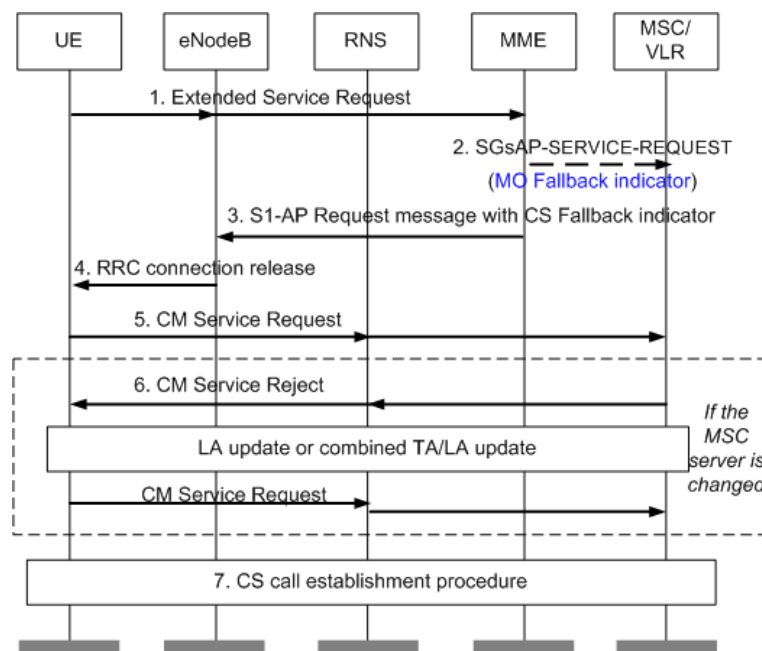 UE
eNodeB
RNS
MME
MSC/
VLR
1. Extended Service Request
2. SGsAP-SERVICE-REQUEST
(MO Fallback indicator)
3. S1-AP Request message with CS Fallback indicator
4. RRC connection release
5. CM Service Request
6. CM Service Reject
If the
MSC
server is
changed
LA update or combined TA/LA update
CM Service Request
7. CS call establishment procedure